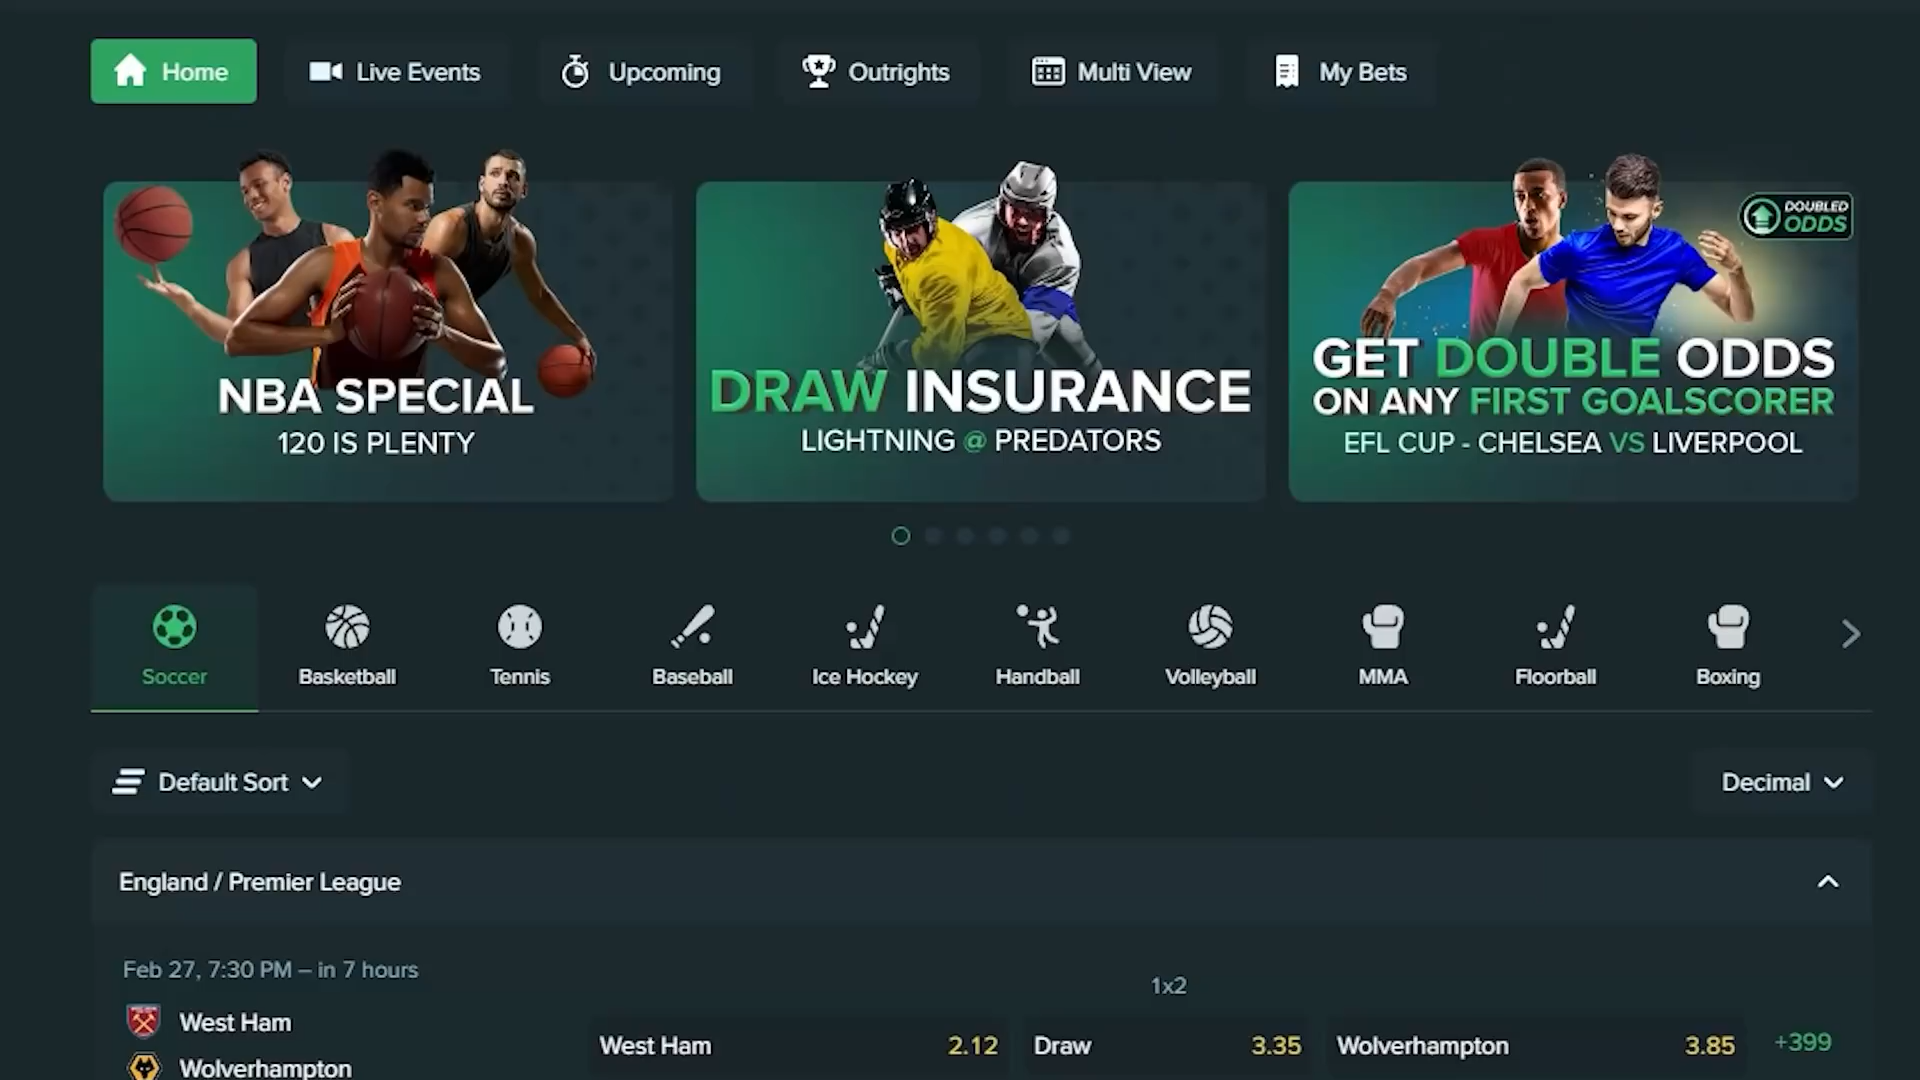 Home
Live Events
Upcoming
Outrights
Multi View
My Bets
NBA SPECIAL
120 IS PLENTY
DRAW INSURANCE
LIGHTNING @ PREDATORS
DOUBLED
ODDS
GET DOUBLE ODDS
ON ANY FIRST GOALSCORER
EFL CUP - CHELSEA VS LIVERPOOL
Soccer
Basketball
Tennis
Baseball
Ice Hockey
Handball
Volleyball
MMA
Floorball
Boxing
Default Sort
Decimal
England / Premier League
Feb 27, 7:30 PM – in 7 hours
1x2
West Ham
Wolverhampton
West Ham 2.12
Draw 3.35
Wolverhampton 3.85
+399